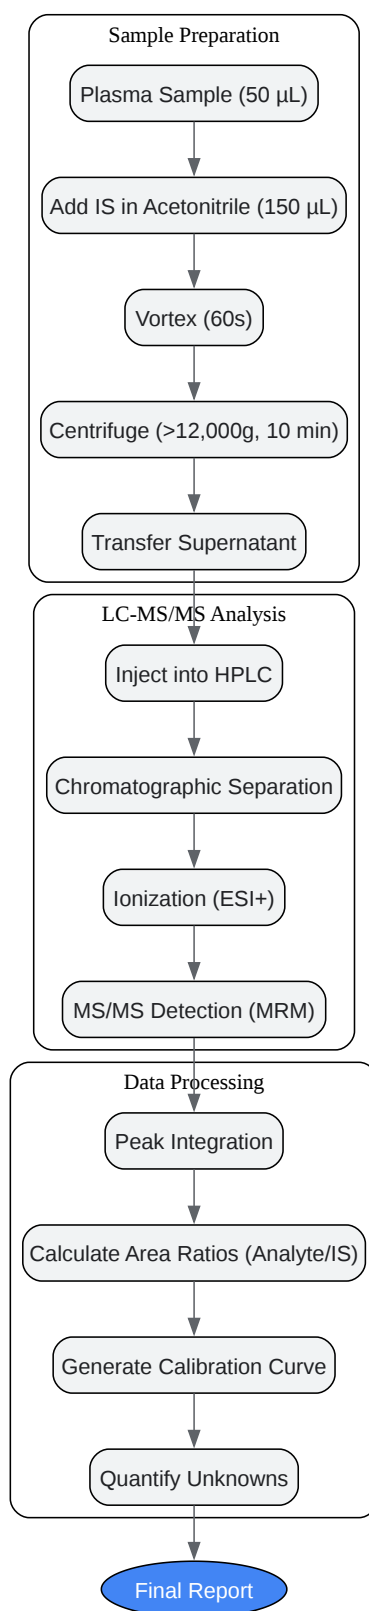 Sample Preparation
Plasma Sample (50 µL)
Add IS in Acetonitrile (150 µL)
Vortex (60s)
Centrifuge (>12,000g, 10 min)
Transfer Supernatant
LC-MS/MS Analysis
Inject into HPLC
Chromatographic Separation
Ionization (ESI+)
MS/MS Detection (MRM)
Data Processing
Peak Integration
Calculate Area Ratios (Analyte/IS)
Generate Calibration Curve
Quantify Unknowns
Final Report